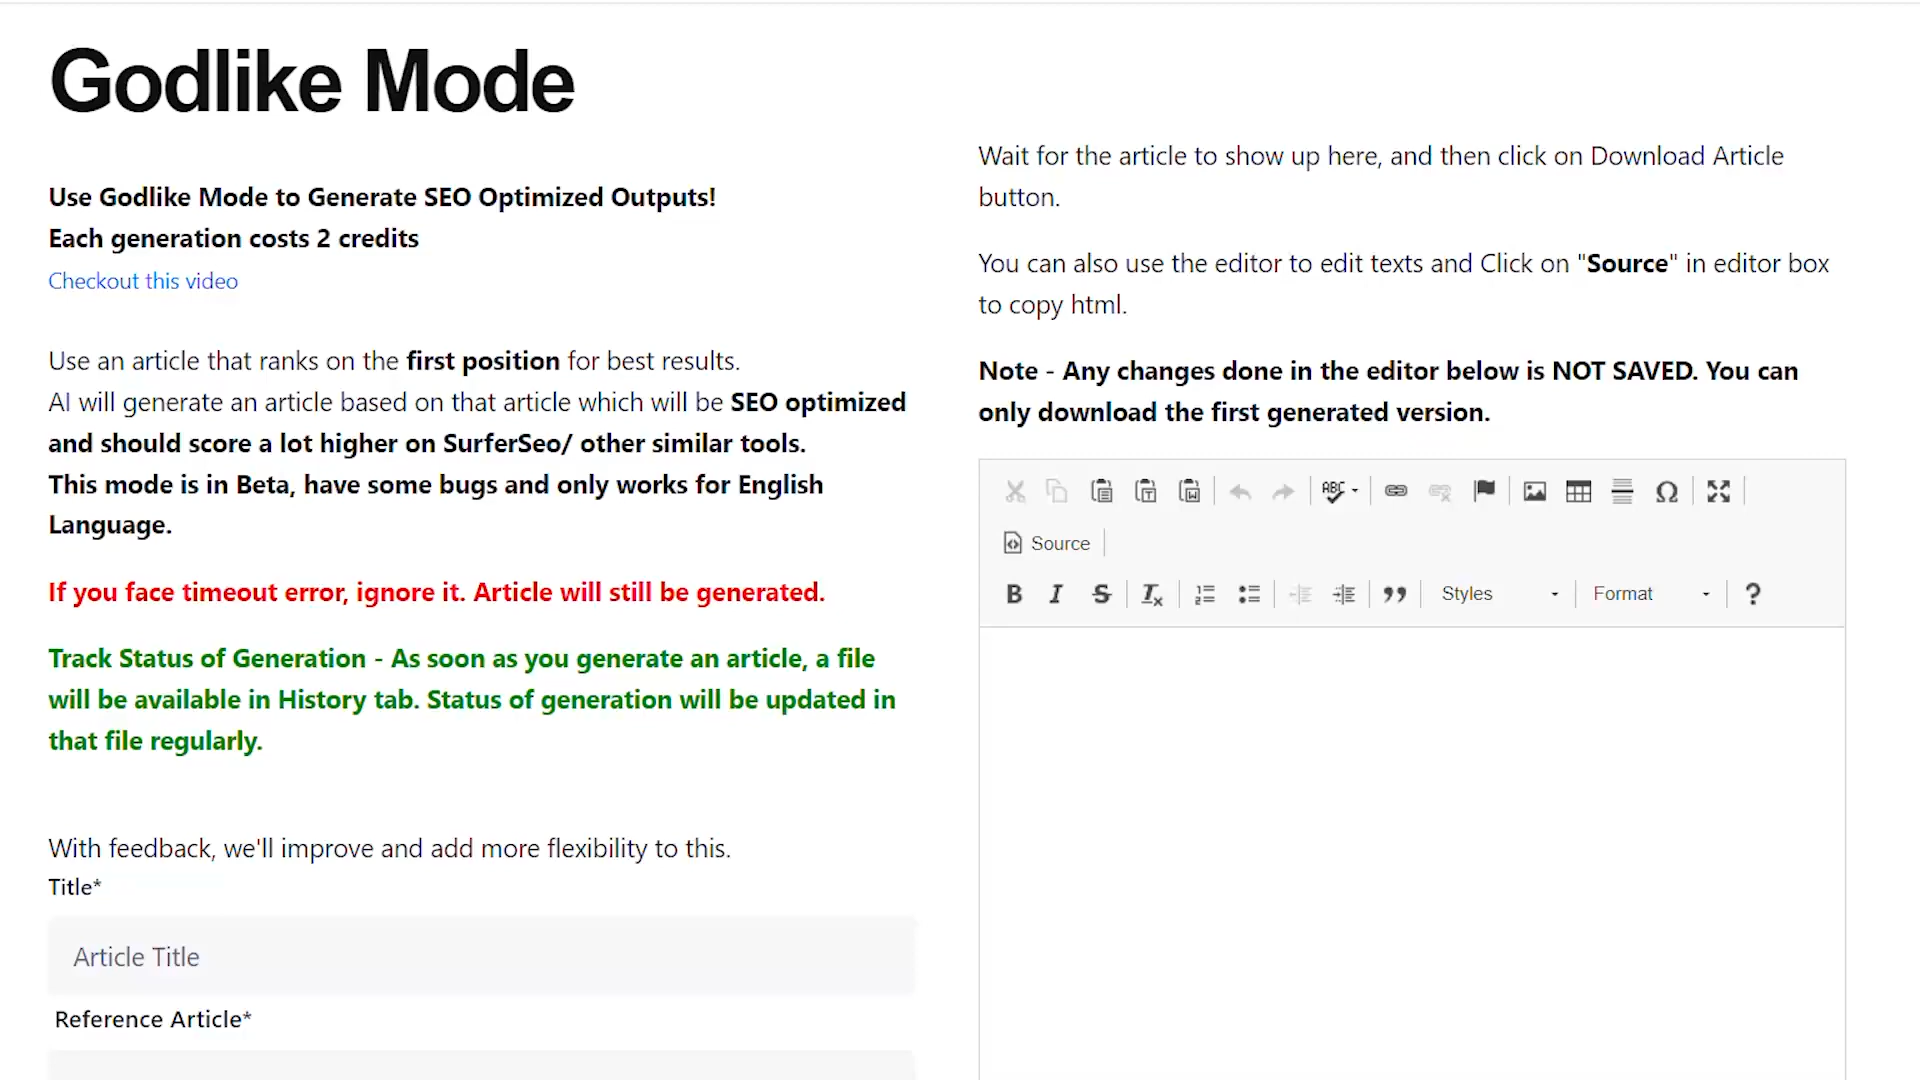 Godlike Mode
Use Godlike Mode to Generate SEO Optimized Outputs!
Each generation costs 2 credits
Checkout this video
Use an article that ranks on the first position for best results.
AI will generate an article based on that article which will be SEO optimized
and should score a lot higher on SurferSeo/ other similar tools.
This mode is in Beta, have some bugs and only works for English
Language.
If you face timeout error, ignore it. Article will still be generated.
Track Status of Generation - As soon as you generate an article, a file
will be available in History tab. Status of generation will be updated in
that file regularly.
With feedback, we'll improve and add more flexibility to this.
Title*
Article Title
Reference Article*
Wait for the article to show up here, and then click on Download Article
button.
You can also use the editor to edit texts and Click on "Source" in editor box
to copy html.
Note - Any changes done in the editor below is NOT SAVED. You can
only download the first generated version.
ABC
Source
B I S Tx Styles Format ?